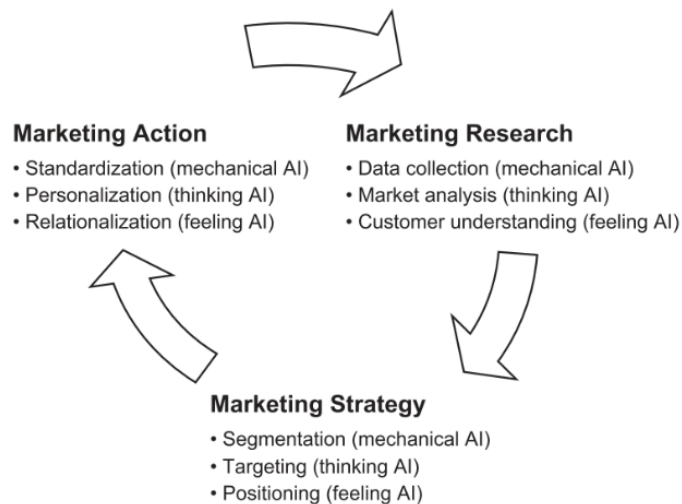 Marketing Action
• Standardization (mechanical AI)
• Personalization (thinking AI)
• Relationalization (feeling AI)
Marketing Research
• Data collection (mechanical AI)
• Market analysis (thinking AI)
• Customer understanding (feeling AI)
Marketing Strategy
• Segmentation (mechanical AI)
• Targeting (thinking AI)
• Positioning (feeling AI)